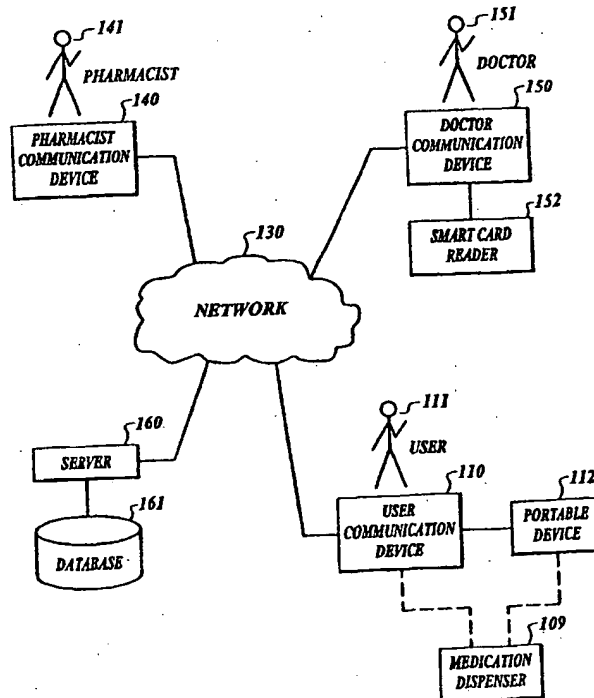 141
PHARMACIST
140
PHARMACIST
COMMUNICATION
DEVICE
151
DOCTOR
150
DOCTOR
COMMUNICATION
DEVICE
152
SMART CARD
READER
130
NETWORK
160
SERVER
161
DATABASE
111
USER
110
USER
COMMUNICATION
DEVICE
112
PORTABLE
DEVICE
109
MEDICATION
DISPENSER